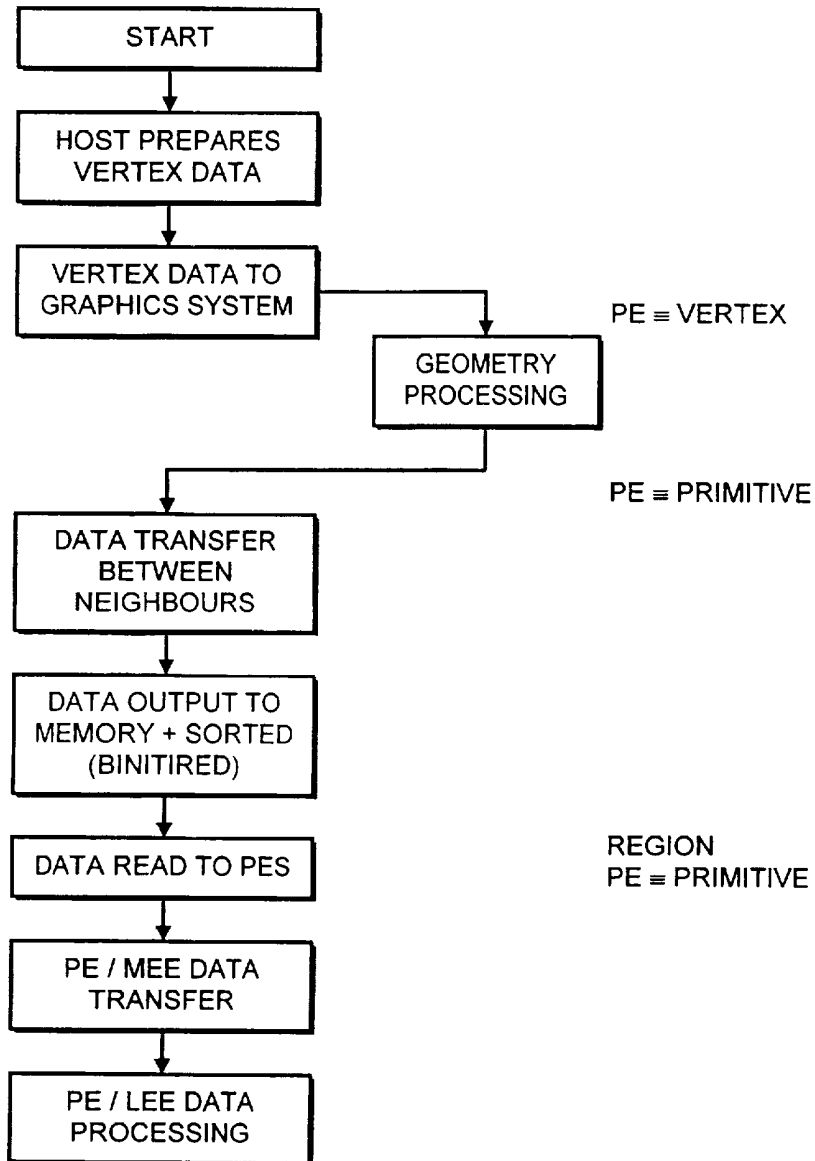 START
HOST PREPARES
VERTEX DATA
VERTEX DATA TO
GRAPHICS SYSTEM
PE ≡ VERTEX
GEOMETRY
PROCESSING
PE ≡ PRIMITIVE
DATA TRANSFER
BETWEEN
NEIGHBOURS
DATA OUTPUT TO
MEMORY + SORTED
(BINITIRED)
DATA READ TO PES
REGION
PE ≡ PRIMITIVE
PE / MEE DATA
TRANSFER
PE / LEE DATA
PROCESSING